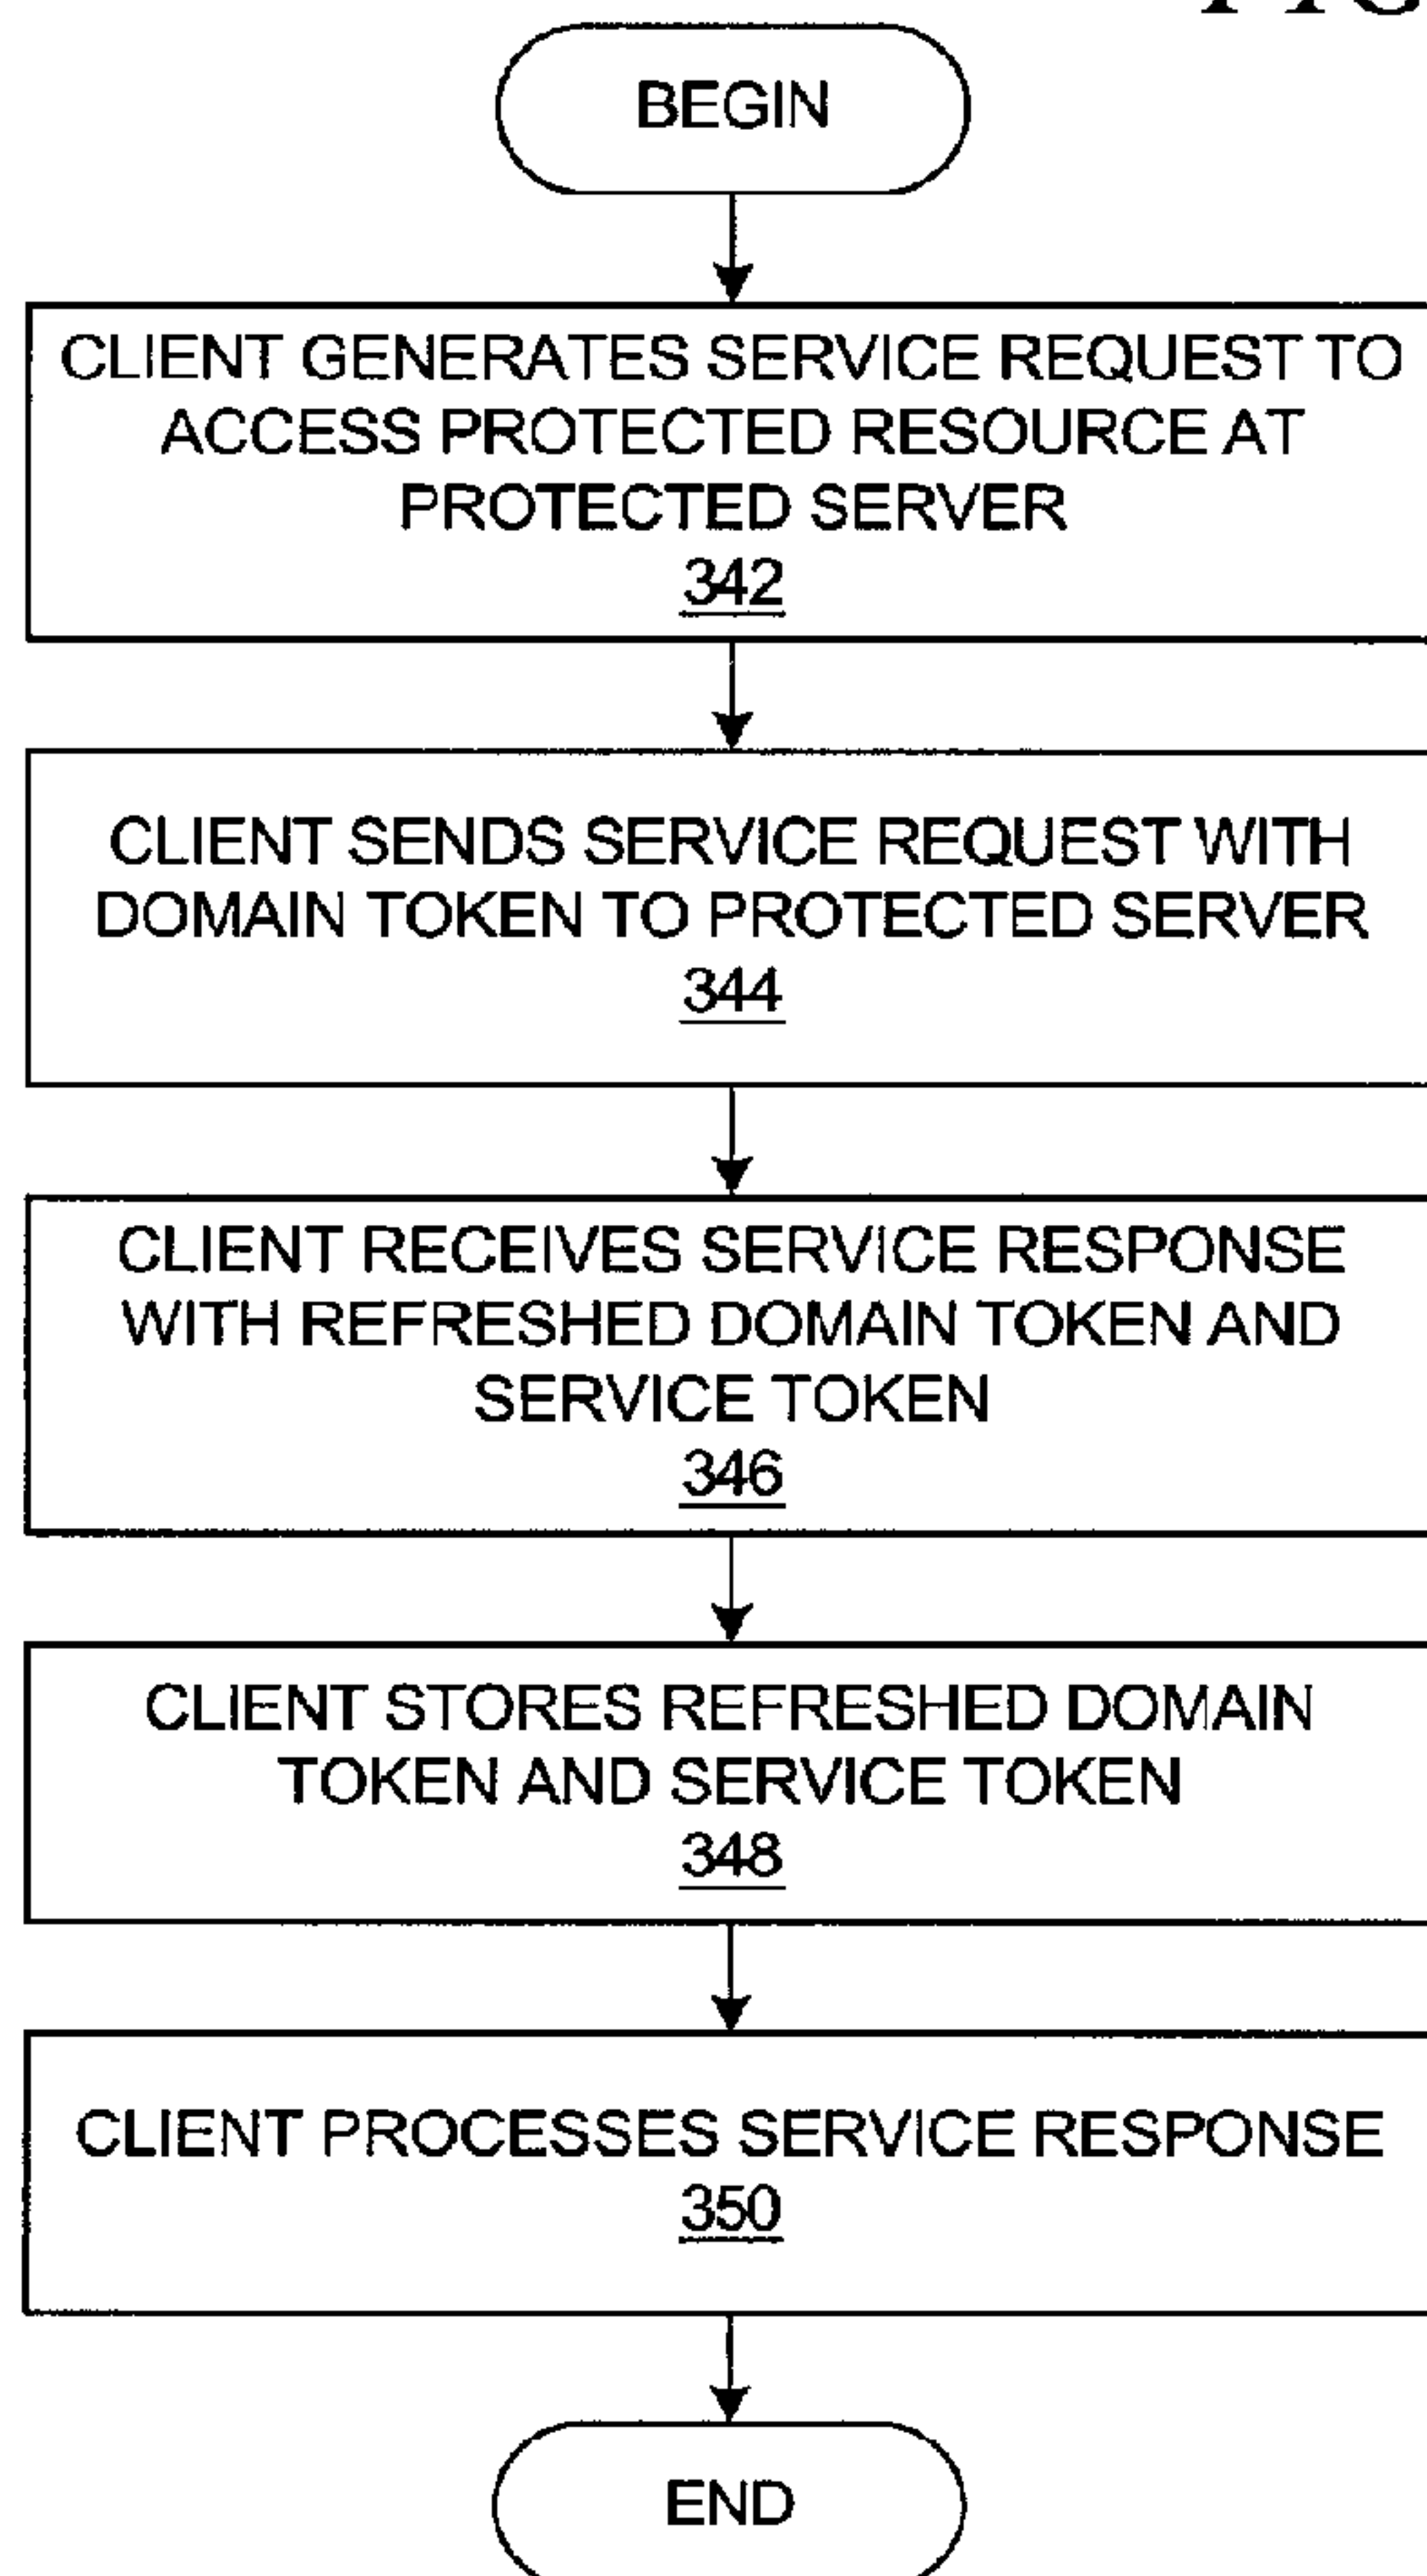 BEGIN
CLIENT GENERATES SERVICE REQUEST TO
ACCESS PROTECTED RESOURCE AT
PROTECTED SERVER
342
CLIENT SENDS SERVICE REQUEST WITH
DOMAIN TOKEN TO PROTECTED SERVER
344
CLIENT RECEIVES SERVICE RESPONSE
WITH REFRESHED DOMAIN TOKEN AND
SERVICE TOKEN
346
CLIENT STORES REFRESHED DOMAIN
TOKEN AND SERVICE TOKEN
348
CLIENT PROCESSES SERVICE RESPONSE
350
END